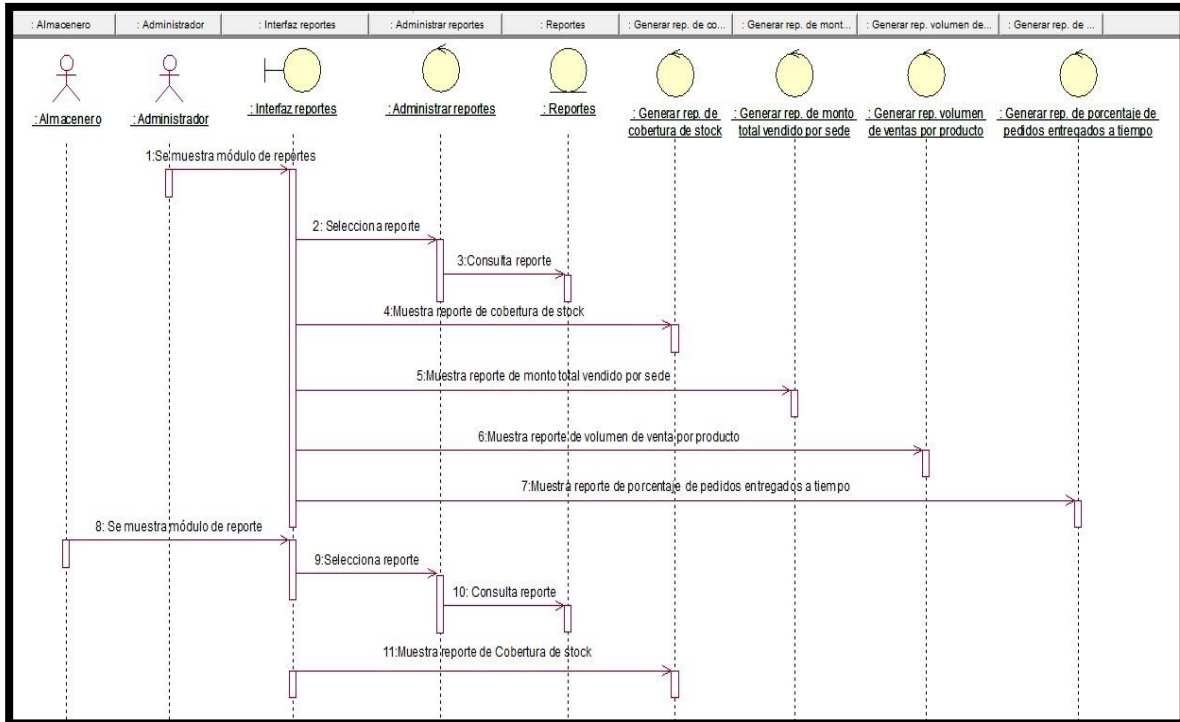 : Almacenero
: Administrador
: Interfaz reportes
: Administrar reportes
: Reportes
: Generar rep. de co...
: Generar rep. de mont...
: Generar rep. volumen de...
: Generar rep. de ...
: Almacenero
: Administrador
: Interfaz reportes
: Administrar reportes
: Reportes
: Generar rep. de
cobertura de stock
: Generar rep. de monto
total vendido por sede
: Generar rep. volumen
de ventas por producto
: Generar rep. de porcentaje de
pedidos entregados a tiempo
1:Se muestra módulo de reportes
2: Selecciona reporte
3:Consulta reporte
4:Muestra reporte de cobertura de stock
5:Muestra reporte de monto total vendido por sede
6:Muestra reporte de volumen de venta por producto
7:Muestra reporte de porcentaje de pedidos entregados a tiempo
8: Se muestra módulo de reporte
9:Selecciona reporte
10: Consulta reporte
11:Muestra reporte de Cobertura de stock